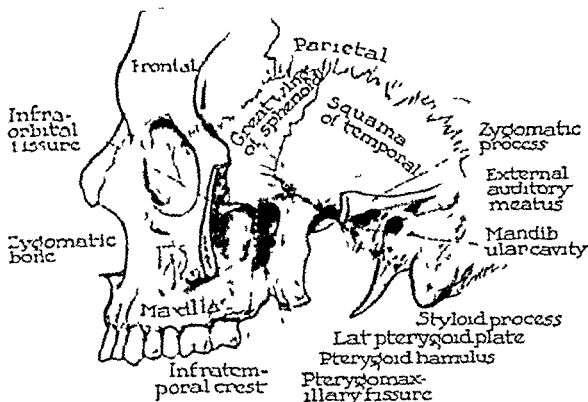 Parietal
Frontal
Great wing
of sphenoid
Squama
of temporal
Infra-
orbital
fissure
Zygomatic
process
External
auditory
meatus
Zygomatic
bone
Mandib
ular cavity
Maxilla
Styloid process
Lat pterygoid plate
Pterygoid hamulus
Infratem-
poral crest
Pterygomax-
illary fissure